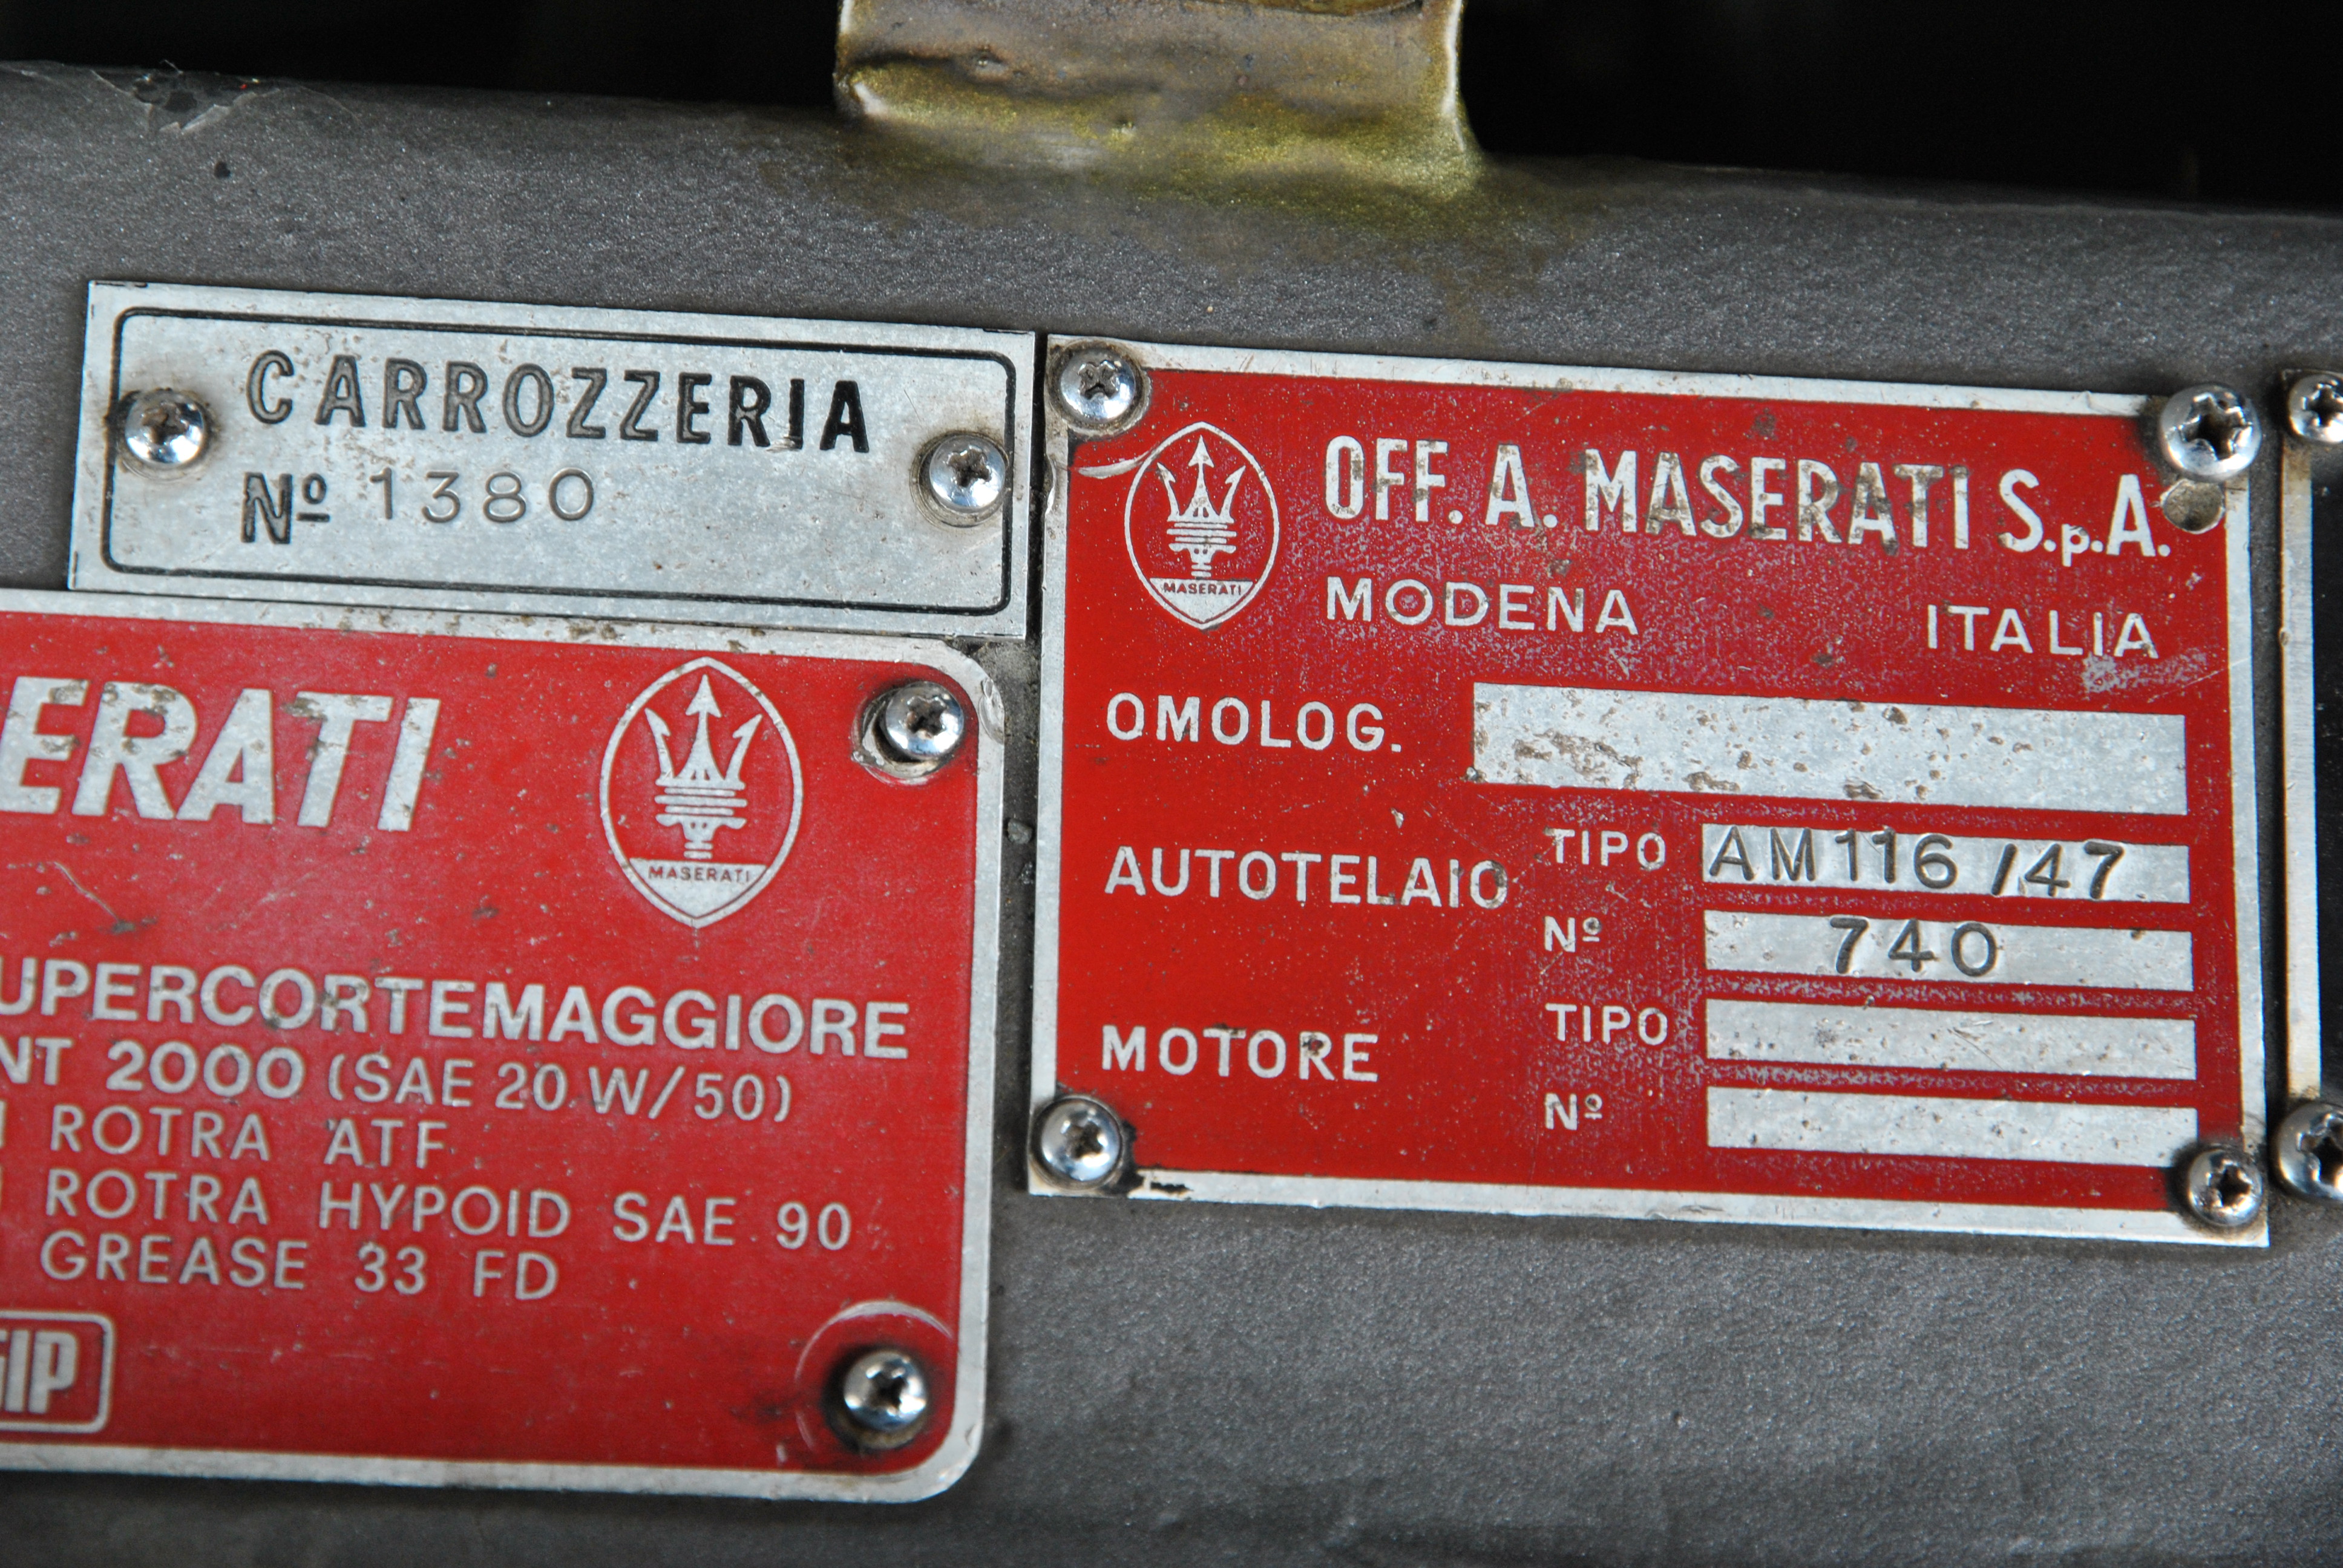 CARROZZERIA
Nº 1380
ERATI
MASERATI
UPERCORTEMAGGIORE
NT 2000 (SAE 20 W/50)
ROTRA ATF
ROTRA HYPOID SAE 90
GREASE 33 FD
GIP
MASERATI
OFF. A. MASERATI S.p.A.
MODENA ITALIA
OMOLOG.
AUTOTELAIO TIPO AM116/47
Nº 740
MOTORE TIPO
Nº